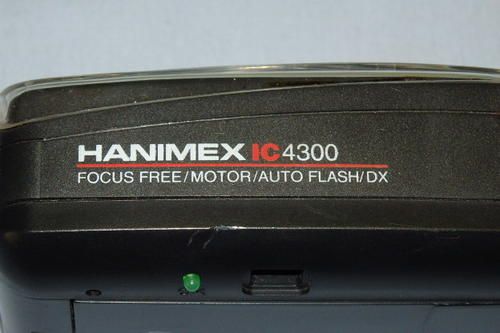 HANIMEX IC4300
FOCUS FREE/MOTOR/AUTO FLASH/DX